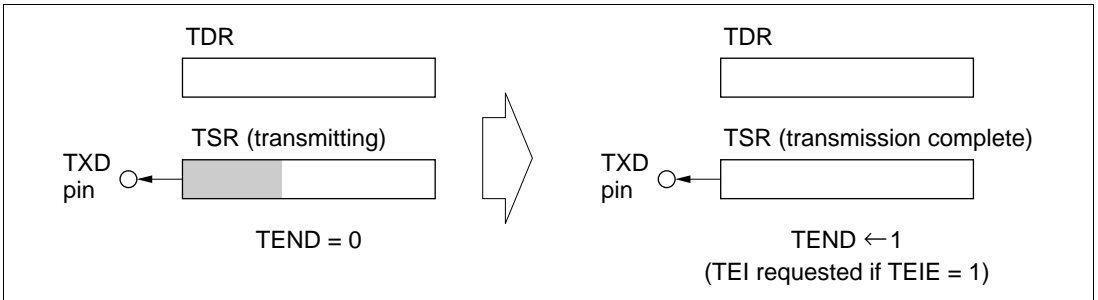 TDR
TSR (transmitting)
TXD
pin
TEND = 0
TDR
TSR (transmission complete)
TXD
pin
TEND ←1
(TEI requested if TEIE = 1)